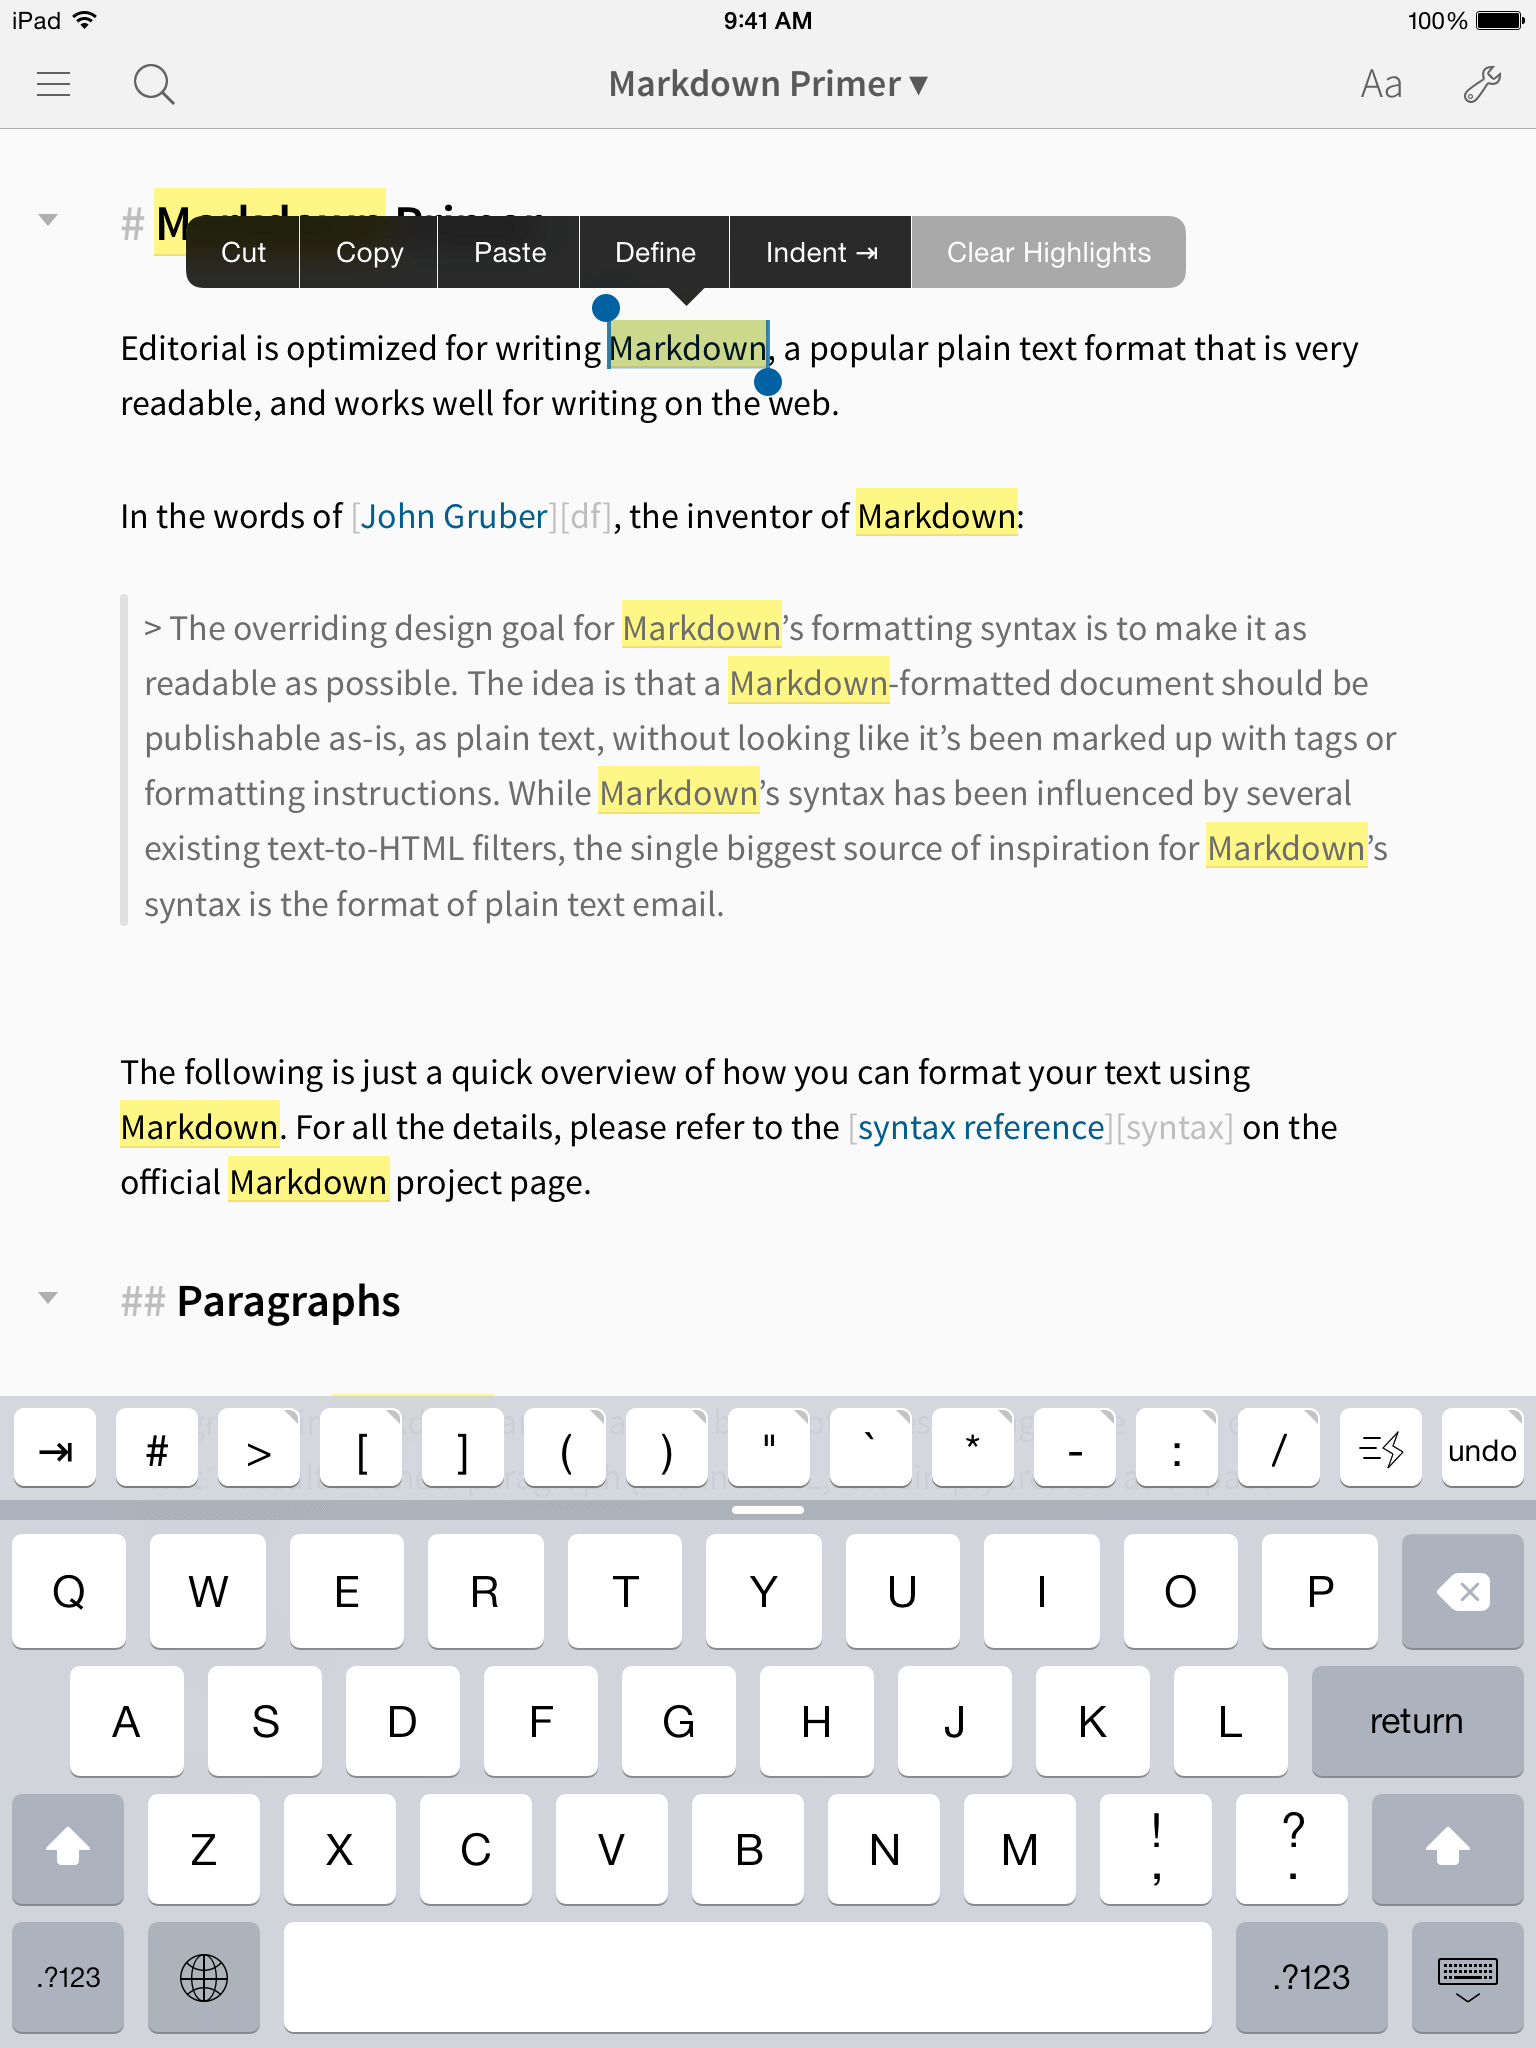 iPad 9:41 AM 100%
Markdown Primer ▾ Aa
# Markdown Primer
Cut Copy Paste Define Indent ⇥ Clear Highlights
Editorial is optimized for writing Markdown, a popular plain text format that is very
readable, and works well for writing on the web.
In the words of [John Gruber][df], the inventor of Markdown:
> The overriding design goal for Markdown’s formatting syntax is to make it as
readable as possible. The idea is that a Markdown-formatted document should be
publishable as-is, as plain text, without looking like it’s been marked up with tags or
formatting instructions. While Markdown’s syntax has been influenced by several
existing text-to-HTML filters, the single biggest source of inspiration for Markdown’s
syntax is the format of plain text email.
The following is just a quick overview of how you can format your text using
Markdown. For all the details, please refer to the [syntax reference][syntax] on the
official Markdown project page.
## Paragraphs
⇥ # > [ ] ( ) " ` * - : / undo
Q W E R T Y U I O P
A S D F G H J K L return
Z X C V B N M ! , ? .
.?123 .?123